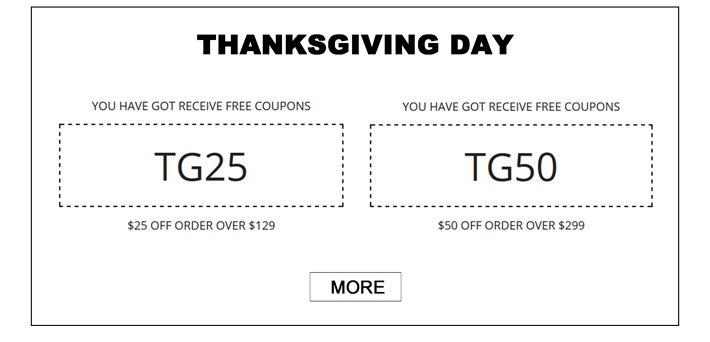 THANKSGIVING DAY
YOU HAVE GOT RECEIVE FREE COUPONS
TG25
$25 OFF ORDER OVER $129
YOU HAVE GOT RECEIVE FREE COUPONS
TG50
$50 OFF ORDER OVER $299
MORE